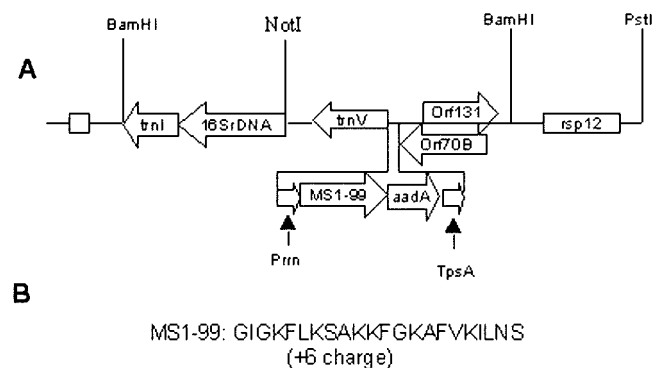 BamHI
NotI
BamHI
PstI
A
trnI
16SrDNA
trnV
Orf131
Orf70B
rsp12
MS1-99
aadA
Prrn
TpsA
B
MS1-99: GIGKFLKSAKKFGKAFVKILNS
(+6 charge)